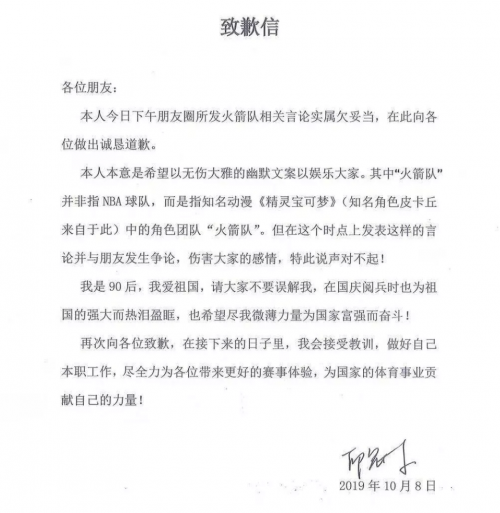 致歉信
各位朋友：
本人今日下午朋友圈所发火箭队相关言论实属欠妥当，在此向各
位做出诚恳道歉。
本人本意是希望以无伤大雅的幽默文案以娱乐大家。其中“火箭队”
并非指 NBA 球队，而是指知名动漫《精灵宝可梦》（知名角色皮卡丘
来自于此）中的角色团队“火箭队”。但在这个时点上发表这样的言
论并与朋友发生争论，伤害大家的感情，特此说声对不起！
我是 90 后，我爱祖国，请大家不要误解我，在国庆阅兵时也为祖
国的强大而热泪盈眶，也希望尽我微薄力量为国家富强而奋斗！
再次向各位致歉，在接下来的日子里，我会接受教训，做好自己
本职工作，尽全力为各位带来更好的赛事体验，为国家的体育事业贡
献自己的力量！
2019 年 10 月 8 日